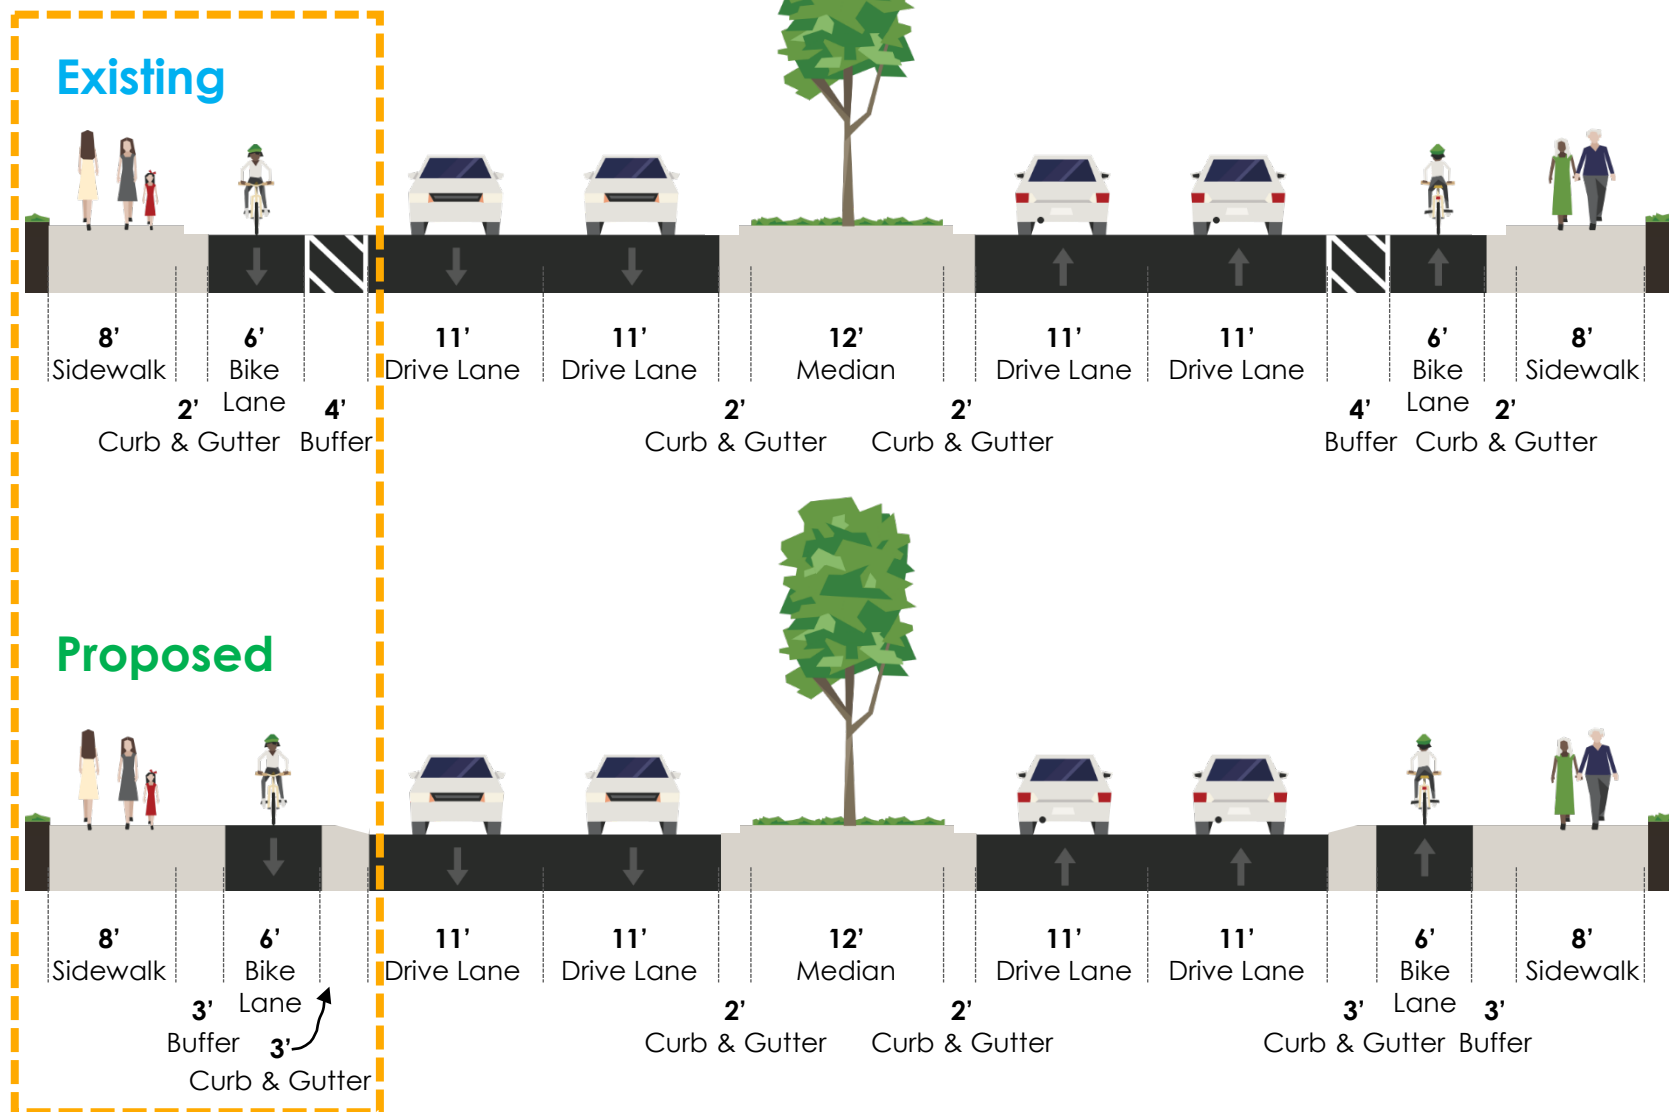 Existing
8’ 6’ 11’ 11’ 12’ 11’ 11’ 6’ 8’
Sidewalk Bike Drive Lane Drive Lane Median Drive Lane Drive Lane Bike Sidewalk
Lane Lane
2’ 4’ 2’ 2’ 4’ 2’
Curb & Gutter Buffer Curb & Gutter Curb & Gutter Buffer Curb & Gutter
Proposed
8’ 6’ 11’ 11’ 12’ 11’ 11’ 6’ 8’
Sidewalk Bike Drive Lane Drive Lane Median Drive Lane Drive Lane Bike Sidewalk
Lane Lane
3’ 2’ 2’ 3’ 3’
Buffer Curb & Gutter Curb & Gutter Curb & Gutter Buffer
3’
Curb & Gutter